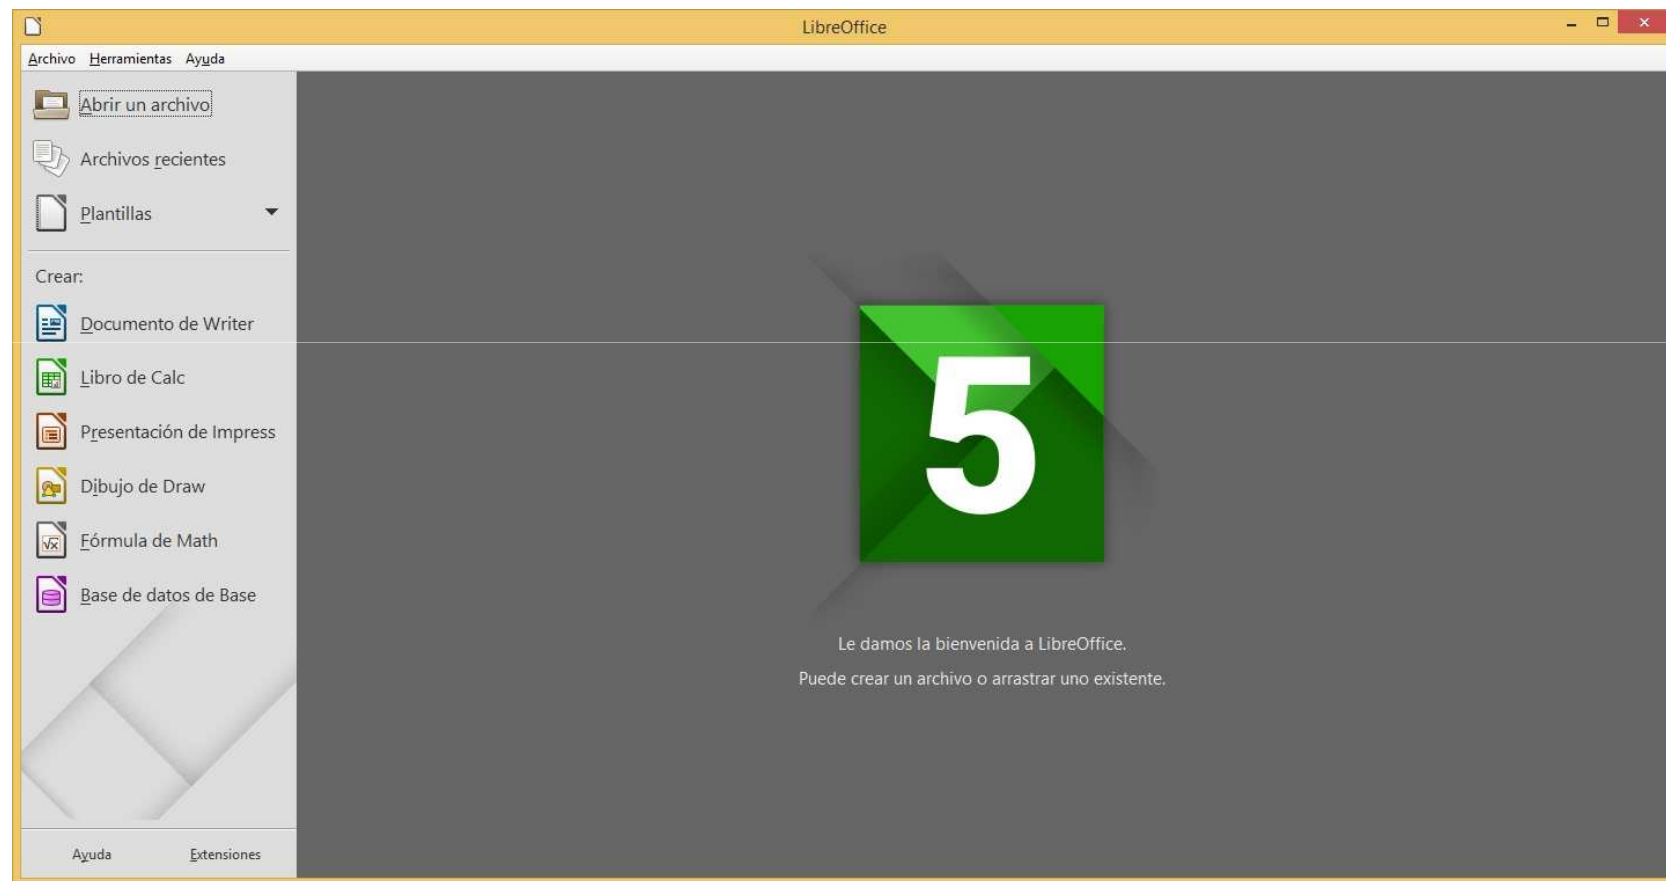 LibreOffice
Archivo Herramientas Ayuda
Abrir un archivo
Archivos recientes
Plantillas
Crear:
Documento de Writer
Libro de Calc
Presentación de Impress
Dibujo de Draw
Fórmula de Math
Base de datos de Base
Ayuda Extensiones
5
Le damos la bienvenida a LibreOffice.
Puede crear un archivo o arrastrar uno existente.